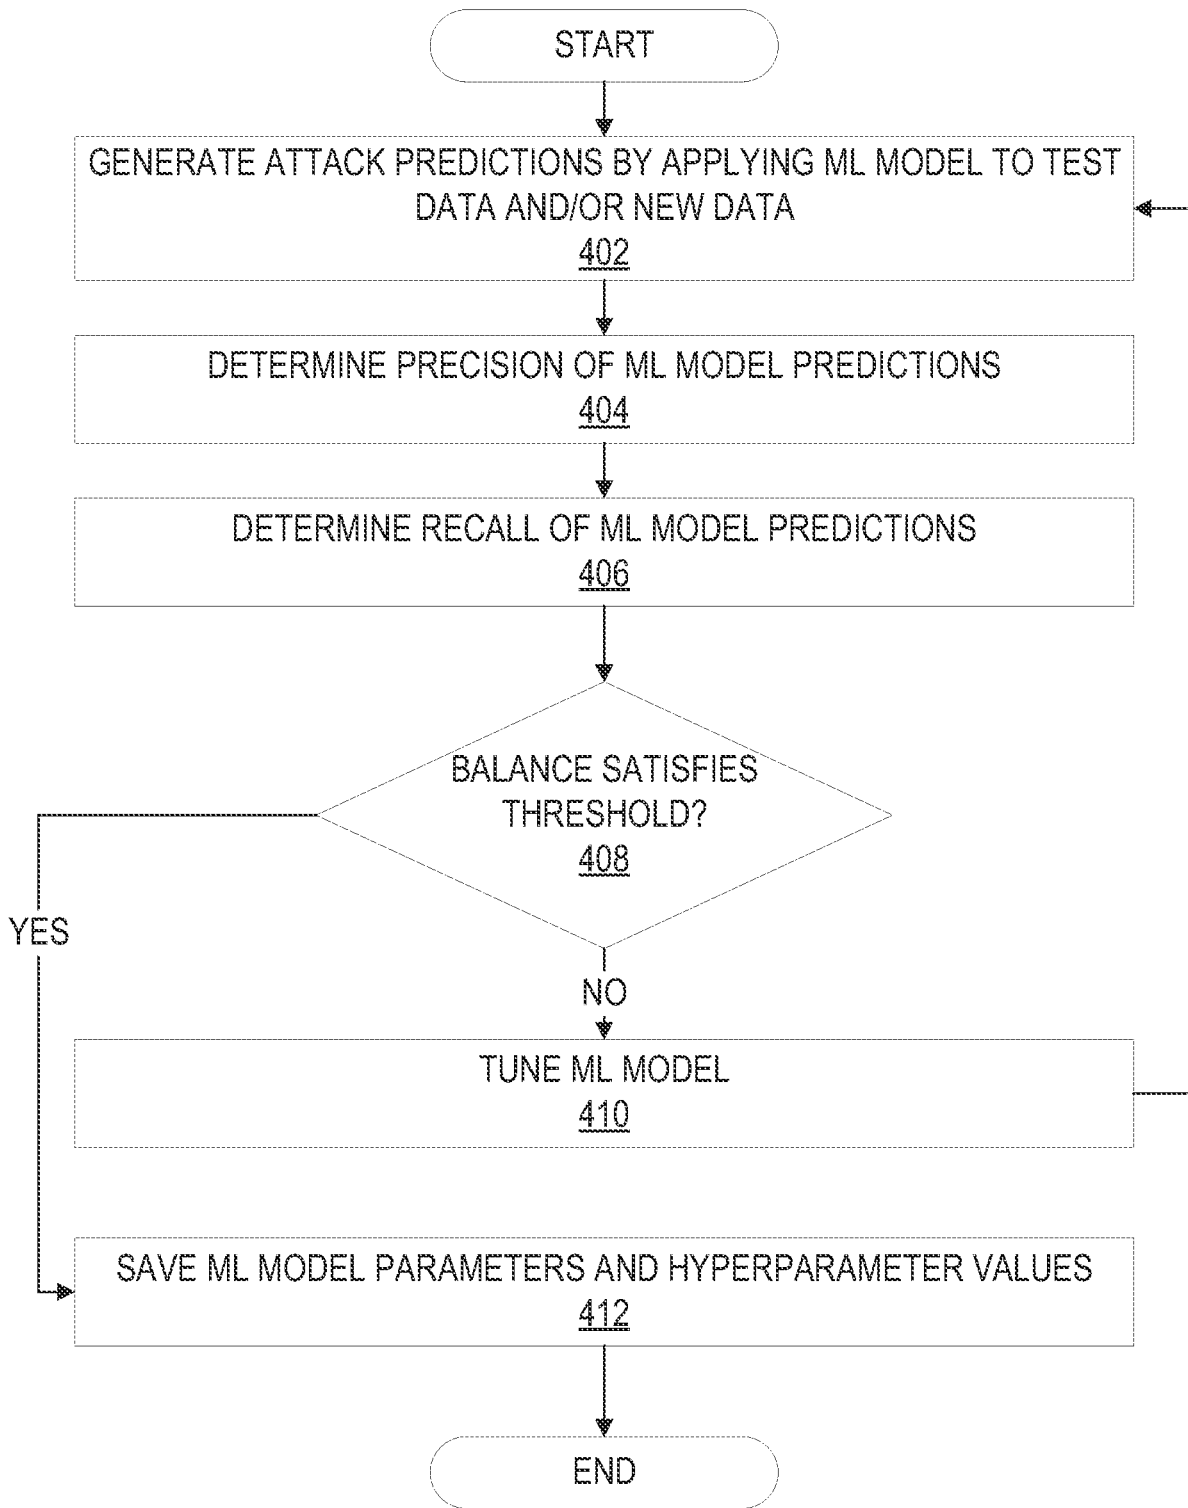 START
GENERATE ATTACK PREDICTIONS BY APPLYING ML MODEL TO TEST
DATA AND/OR NEW DATA
402
DETERMINE PRECISION OF ML MODEL PREDICTIONS
404
DETERMINE RECALL OF ML MODEL PREDICTIONS
406
BALANCE SATISFIES
THRESHOLD?
408
YES
NO
TUNE ML MODEL
410
SAVE ML MODEL PARAMETERS AND HYPERPARAMETER VALUES
412
END